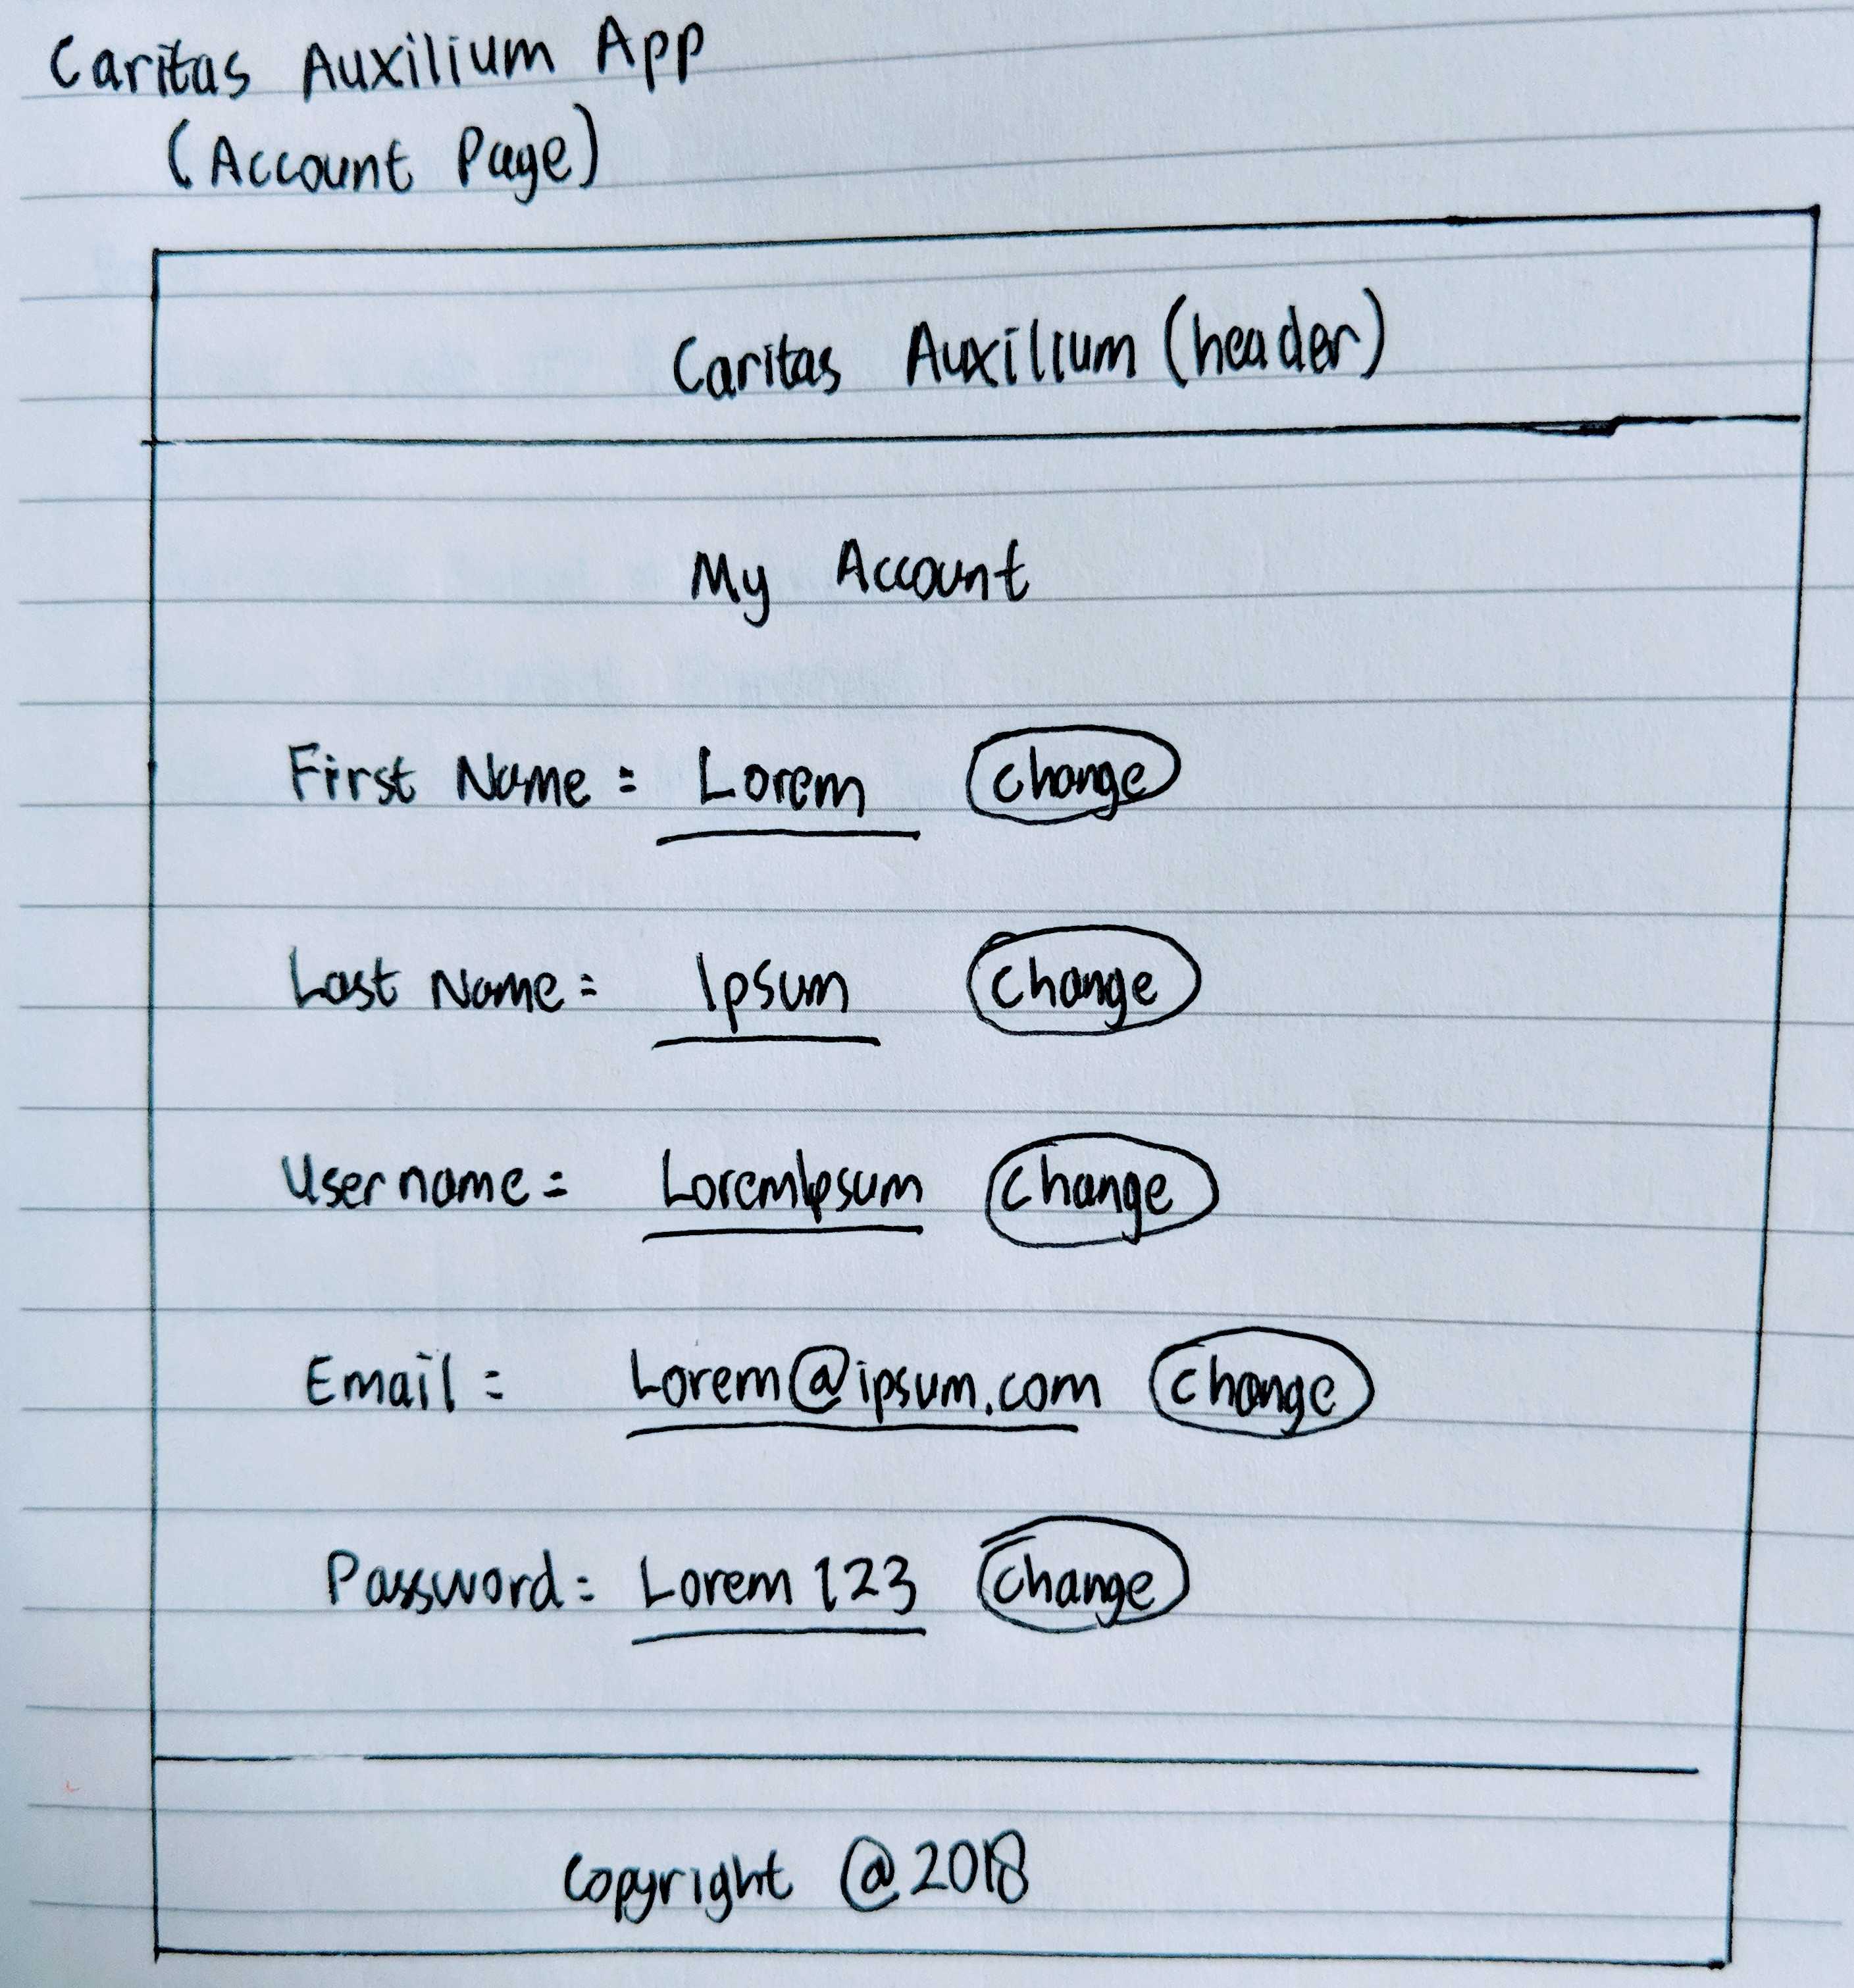 Caritas Auxilium App
(Account Page)
Caritas Auxilium (header)
My Account
First Name = Lorem change
Last Name = Ipsum change
Username = LoremIpsum change
Email = Lorem@ipsum.com change
Password = Lorem 123 change
Copyright @ 2018